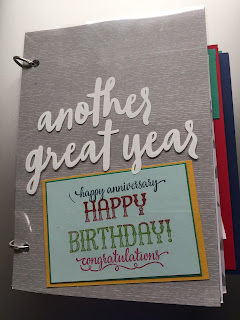 another
great year
happy anniversary
HAPPY
BIRTHDAY!
congratulations